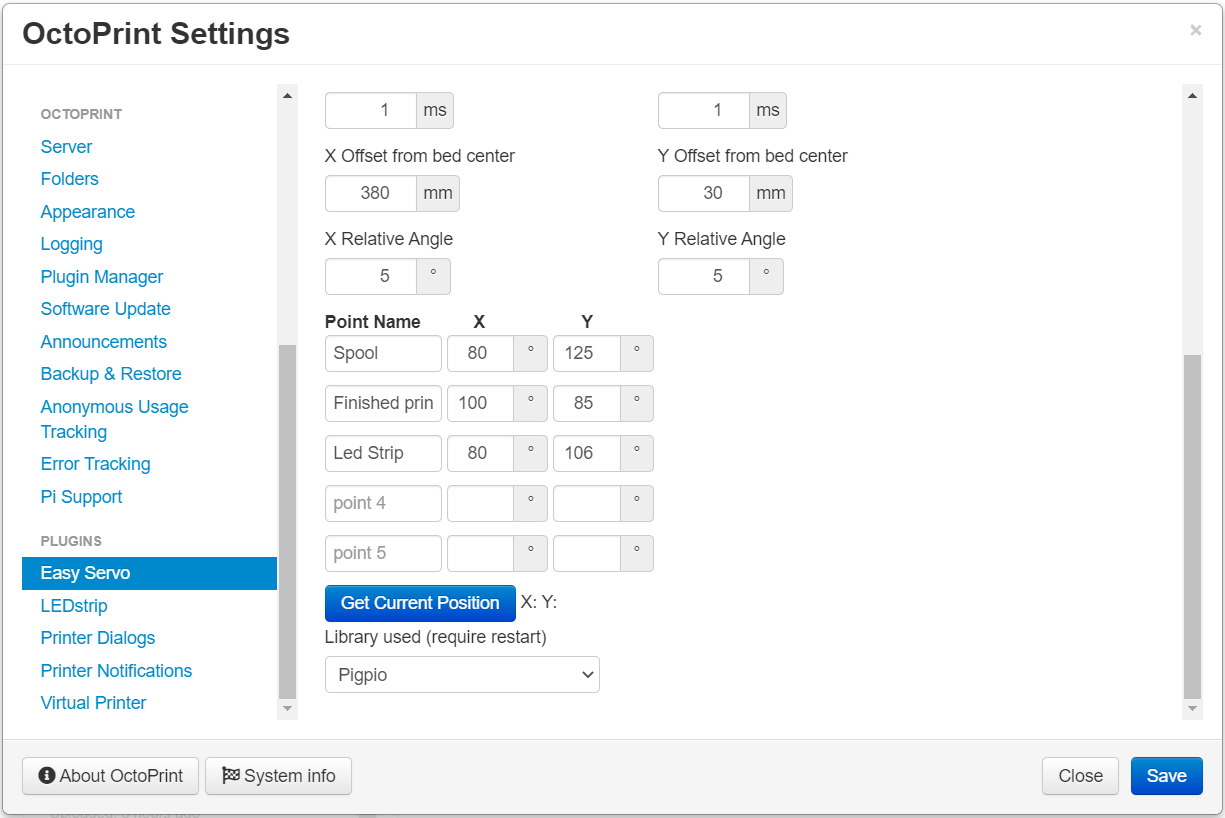 OctoPrint Settings
×
OCTOPRINT
Server
Folders
Appearance
Logging
Plugin Manager
Software Update
Announcements
Backup & Restore
Anonymous Usage
Tracking
Error Tracking
Pi Support
PLUGINS
Easy Servo
LEDstrip
Printer Dialogs
Printer Notifications
Virtual Printer
1 ms 1 ms
X Offset from bed center Y Offset from bed center
380 mm 30 mm
X Relative Angle Y Relative Angle
5 ° 5 °
Point Name X Y
Spool 80 ° 125 °
Finished prin 100 ° 85 °
Led Strip 80 ° 106 °
point 4 ° °
point 5 ° °
Get Current Position X: Y:
Library used (require restart)
Pigpio
About OctoPrint System info Close Save